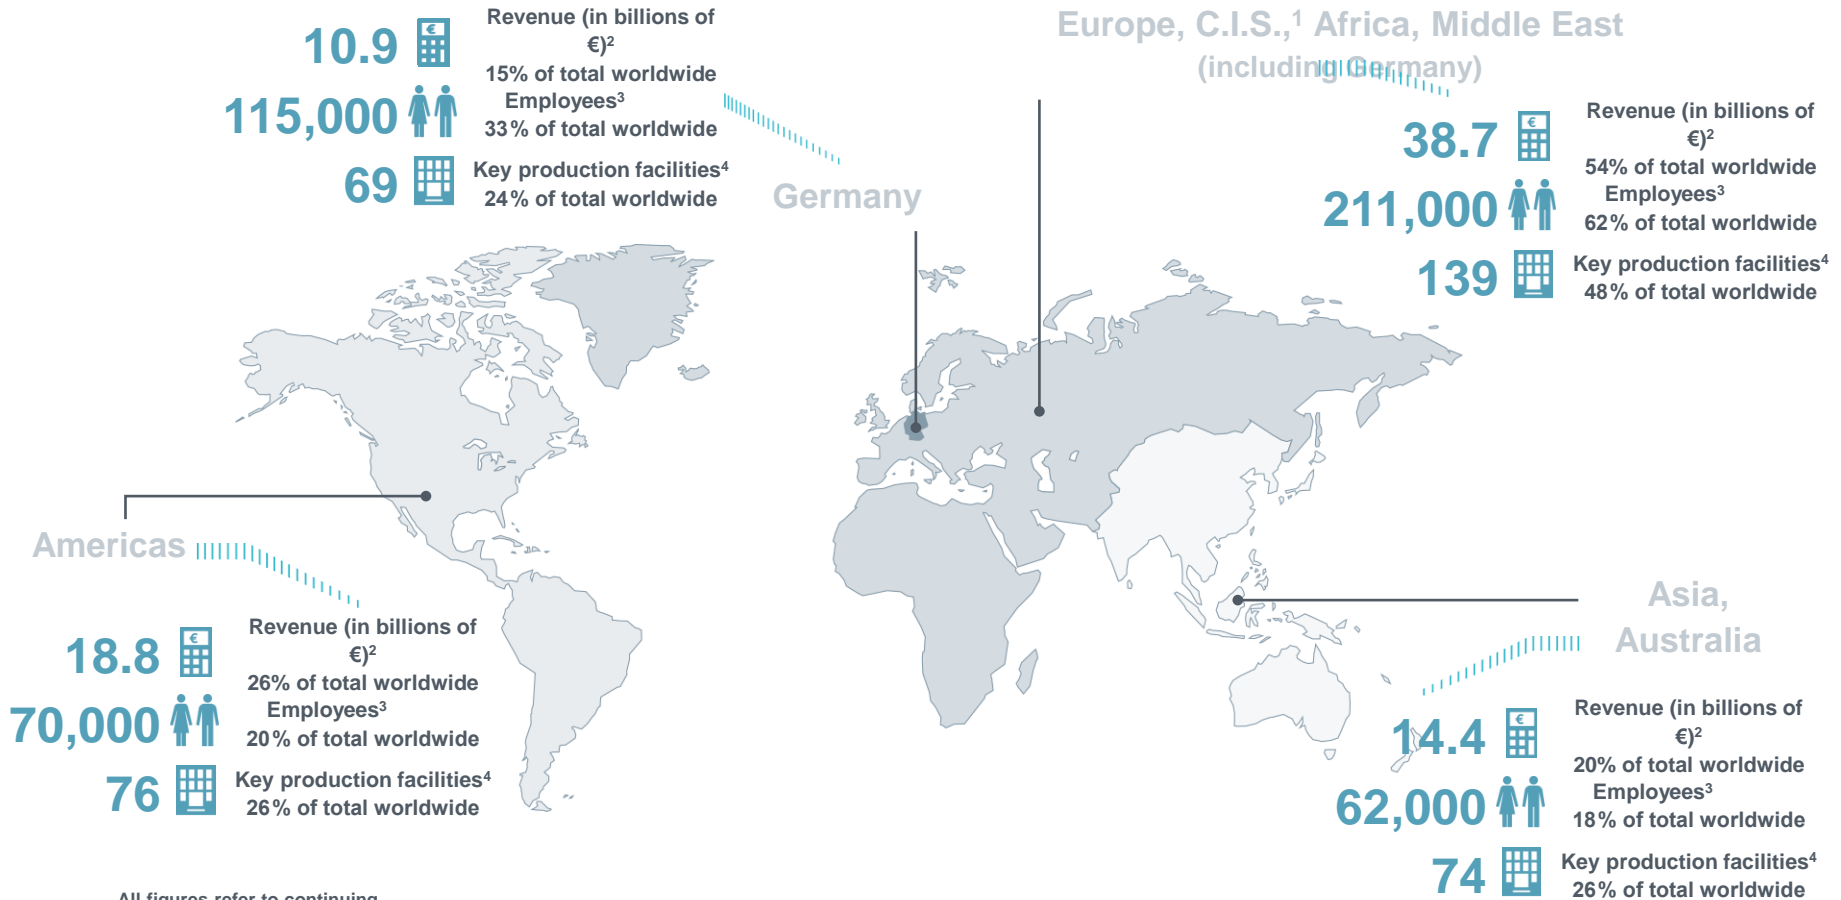 10.9
Revenue (in billions of
€)²
15% of total worldwide
115,000
Employees³
33% of total worldwide
69
Key production facilities⁴
24% of total worldwide
Germany
Europe, C.I.S.,¹ Africa, Middle East
(including Germany)
38.7
Revenue (in billions of
€)²
54% of total worldwide
211,000
Employees³
62% of total worldwide
139
Key production facilities⁴
48% of total worldwide
Americas
18.8
Revenue (in billions of
€)²
26% of total worldwide
70,000
Employees³
20% of total worldwide
76
Key production facilities⁴
26% of total worldwide
Asia,
Australia
14.4
Revenue (in billions of
€)²
20% of total worldwide
62,000
Employees³
18% of total worldwide
74
Key production facilities⁴
26% of total worldwide
All figures refer to continuing